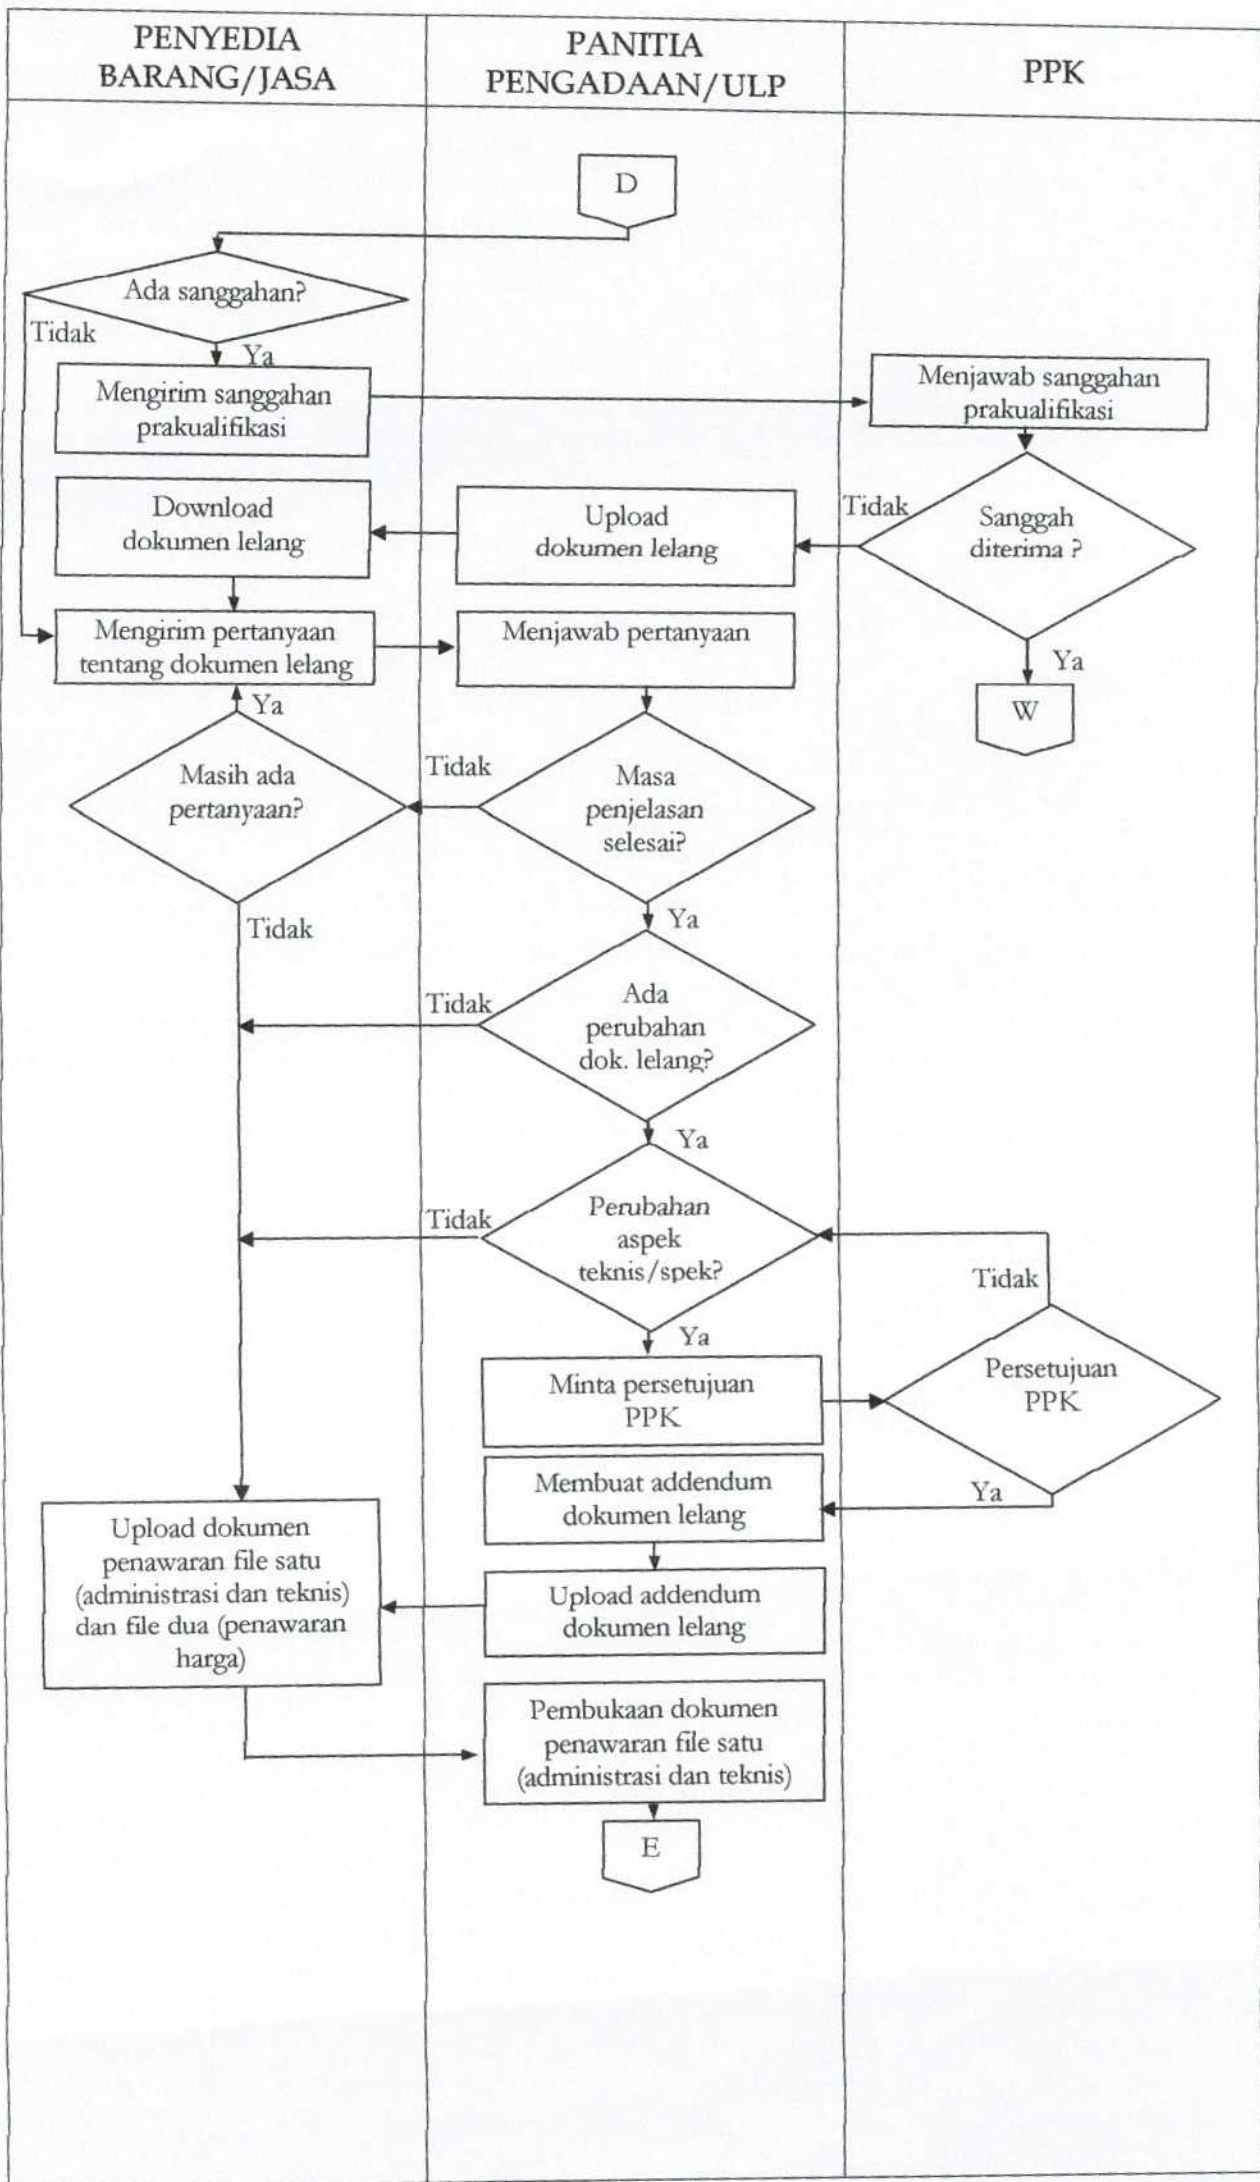 PENYEDIA
BARANG/JASA
PANITIA
PENGADAAN/ULP
PPK
D
Ada sanggahan?
Tidak
Ya
Mengirim sanggahan
prakualifikasi
Menjawab sanggahan
prakualifikasi
Download
dokumen lelang
Upload
dokumen lelang
Tidak
Sanggah
diterima ?
Mengirim pertanyaan
tentang dokumen lelang
Menjawab pertanyaan
Ya
W
Ya
Masih ada
pertanyaan?
Tidak
Masa
penjelasan
selesai?
Tidak
Ya
Tidak
Ada
perubahan
dok. lelang?
Ya
Tidak
Perubahan
aspek
teknis/spek?
Tidak
Ya
Minta persetujuan
PPK
Persetujuan
PPK
Membuat addendum
dokumen lelang
Ya
Upload dokumen
penawaran file satu
(administrasi dan teknis)
dan file dua (penawaran
harga)
Upload addendum
dokumen lelang
Pembukaan dokumen
penawaran file satu
(administrasi dan teknis)
E